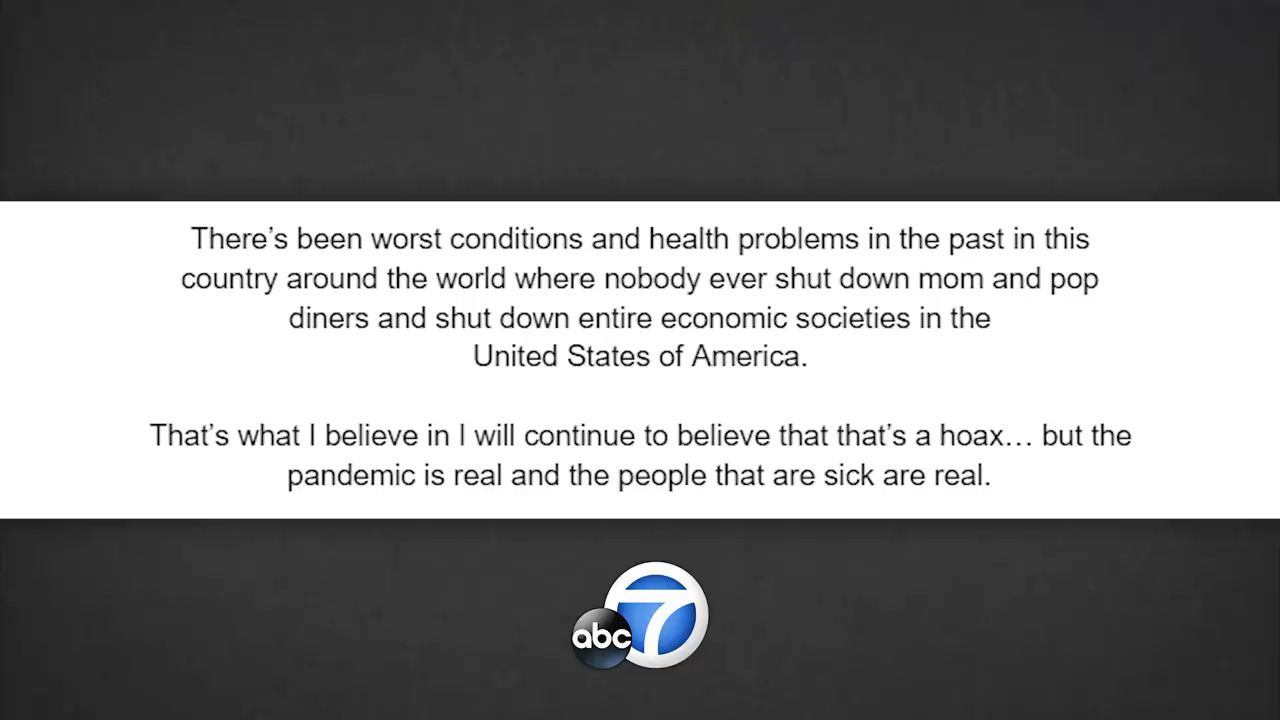 There’s been worst conditions and health problems in the past in this
country around the world where nobody ever shut down mom and pop
diners and shut down entire economic societies in the
United States of America.
That’s what I believe in I will continue to believe that that’s a hoax… but the
pandemic is real and the people that are sick are real.
abc 7